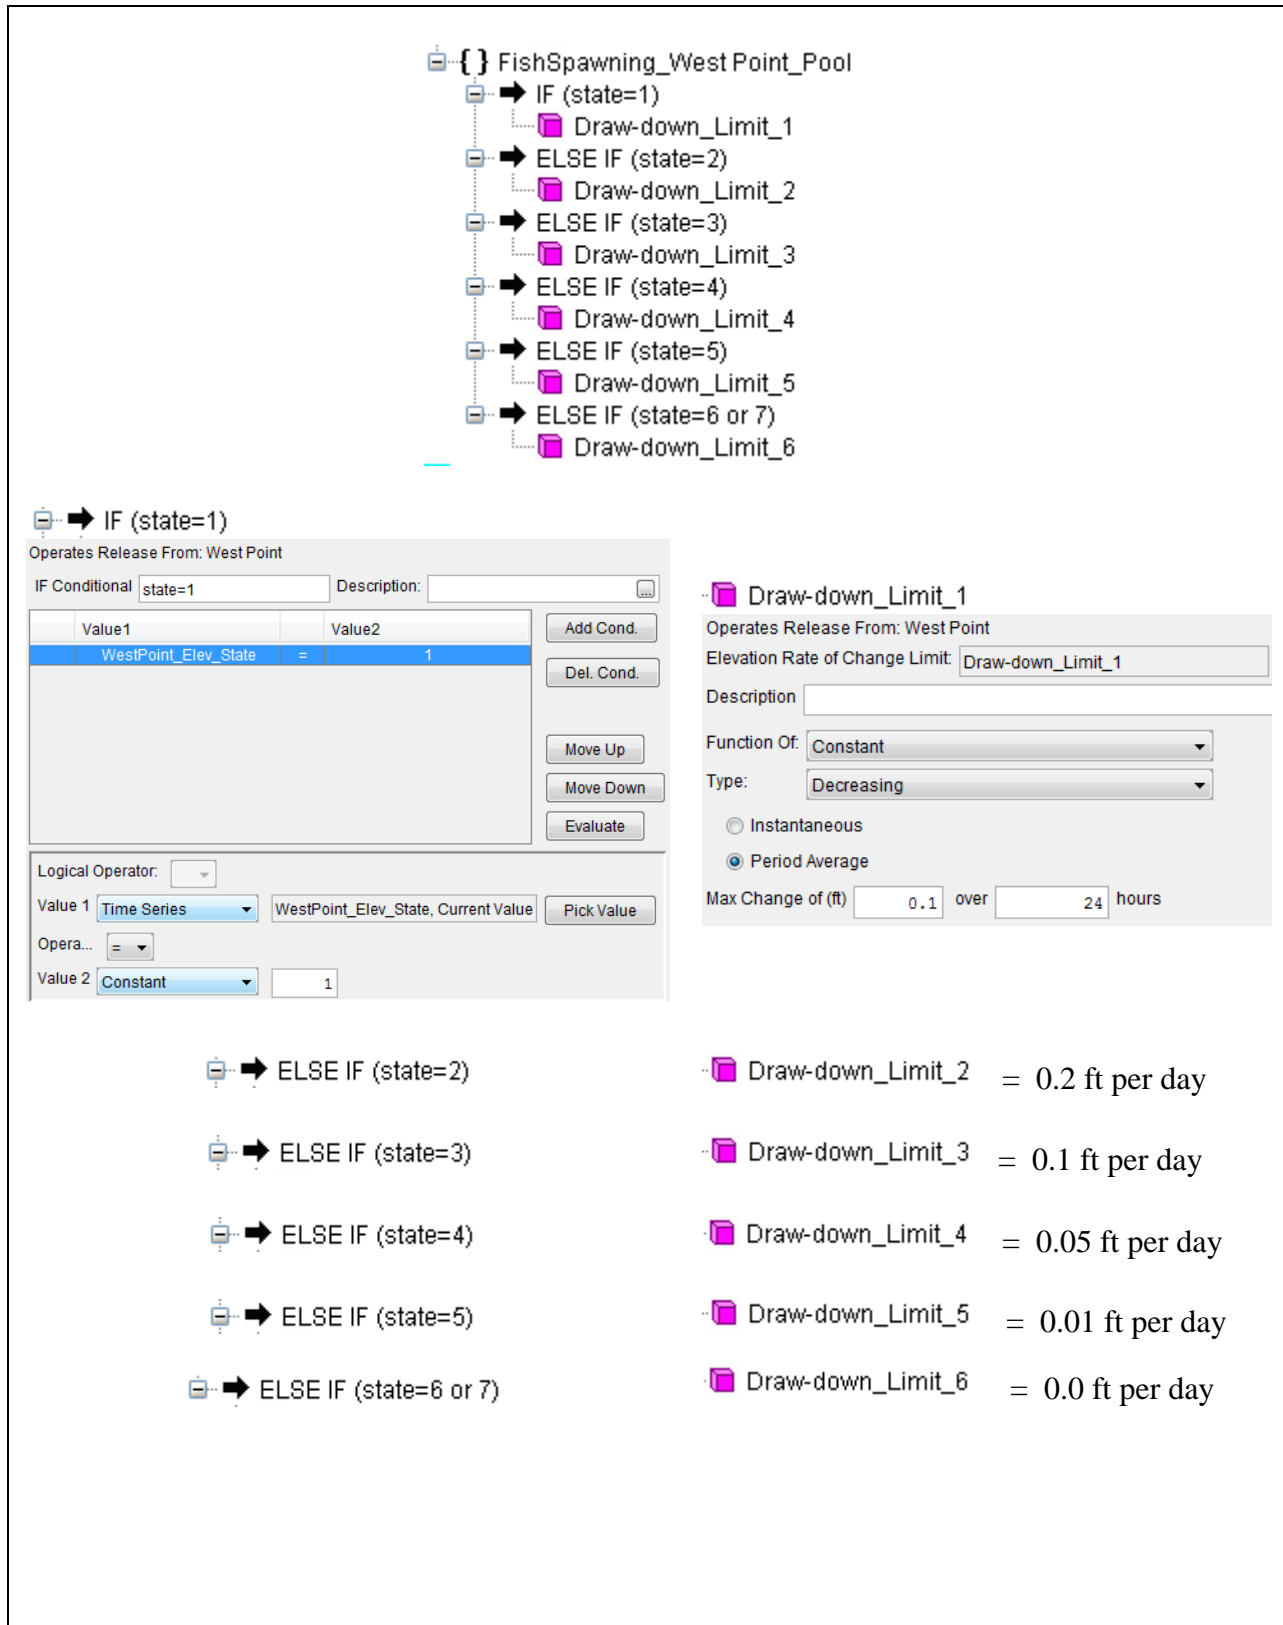 { } FishSpawning_West Point_Pool
IF (state=1)
Draw-down_Limit_1
ELSE IF (state=2)
Draw-down_Limit_2
ELSE IF (state=3)
Draw-down_Limit_3
ELSE IF (state=4)
Draw-down_Limit_4
ELSE IF (state=5)
Draw-down_Limit_5
ELSE IF (state=6 or 7)
Draw-down_Limit_6
IF (state=1)
Operates Release From: West Point
IF Conditional state=1 Description: ...
Value1 Value2 Add Cond.
WestPoint_Elev_State = 1
Del. Cond.
Move Up
Move Down
Evaluate
Logical Operator:
Value 1 Time Series WestPoint_Elev_State, Current Value Pick Value
Opera... =
Value 2 Constant 1
Draw-down_Limit_1
Operates Release From: West Point
Elevation Rate of Change Limit: Draw-down_Limit_1
Description
Function Of: Constant
Type: Decreasing
Instantaneous
Period Average
Max Change of (ft) 0.1 over 24 hours
ELSE IF (state=2) Draw-down_Limit_2 = 0.2 ft per day
ELSE IF (state=3) Draw-down_Limit_3 = 0.1 ft per day
ELSE IF (state=4) Draw-down_Limit_4 = 0.05 ft per day
ELSE IF (state=5) Draw-down_Limit_5 = 0.01 ft per day
ELSE IF (state=6 or 7) Draw-down_Limit_6 = 0.0 ft per day